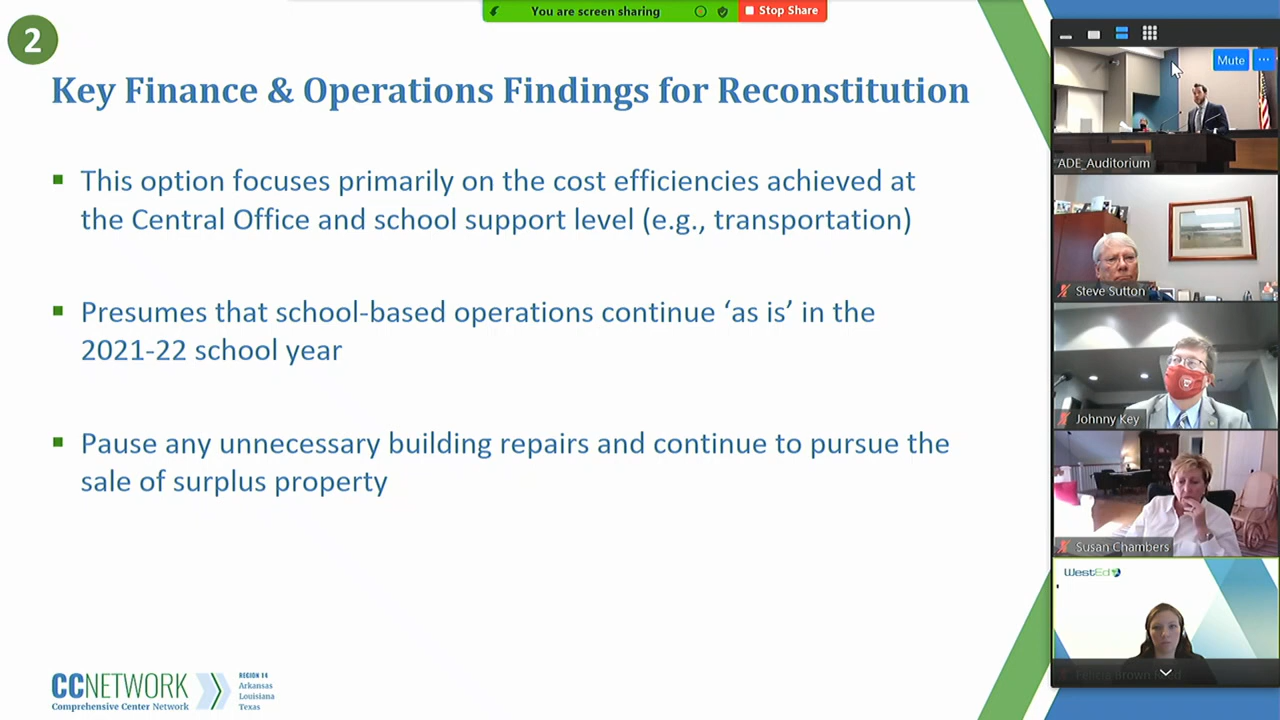 You are screen sharing
Stop Share
2
Key Finance & Operations Findings for Reconstitution
This option focuses primarily on the cost efficiencies achieved at
the Central Office and school support level (e.g., transportation)
Presumes that school-based operations continue ‘as is’ in the
2021-22 school year
Pause any unnecessary building repairs and continue to pursue the
sale of surplus property
CCNETWORK
Comprehensive Center Network
REGION 14
Arkansas
Louisiana
Texas
Mute
ADE_Auditorium
Steve Sutton
Johnny Key
Susan Chambers
WestEd
Felicia Brown